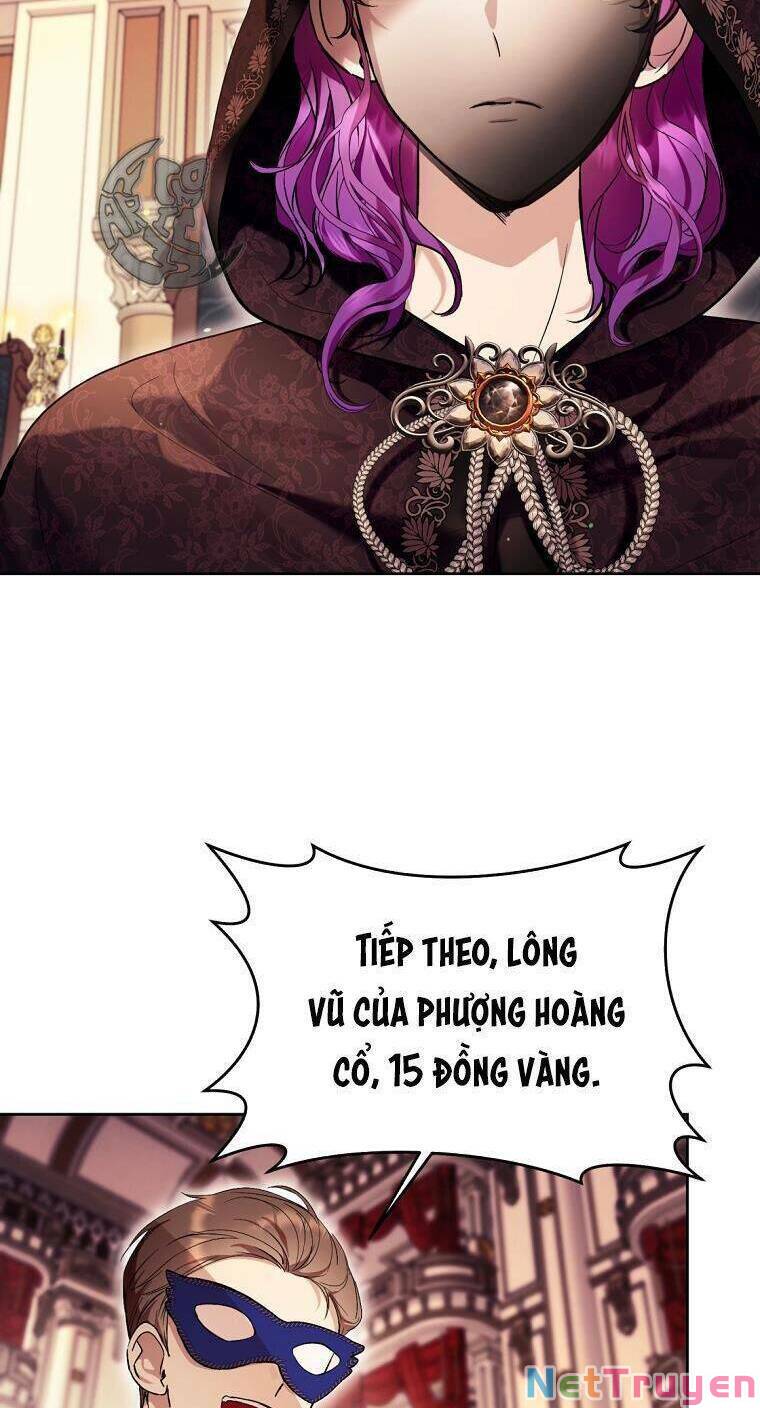 TIẾP THEO, LÔNG
VŨ CỦA PHƯỢNG HOÀNG
CỔ, 15 ĐỒNG VÀNG.
NetTruyen